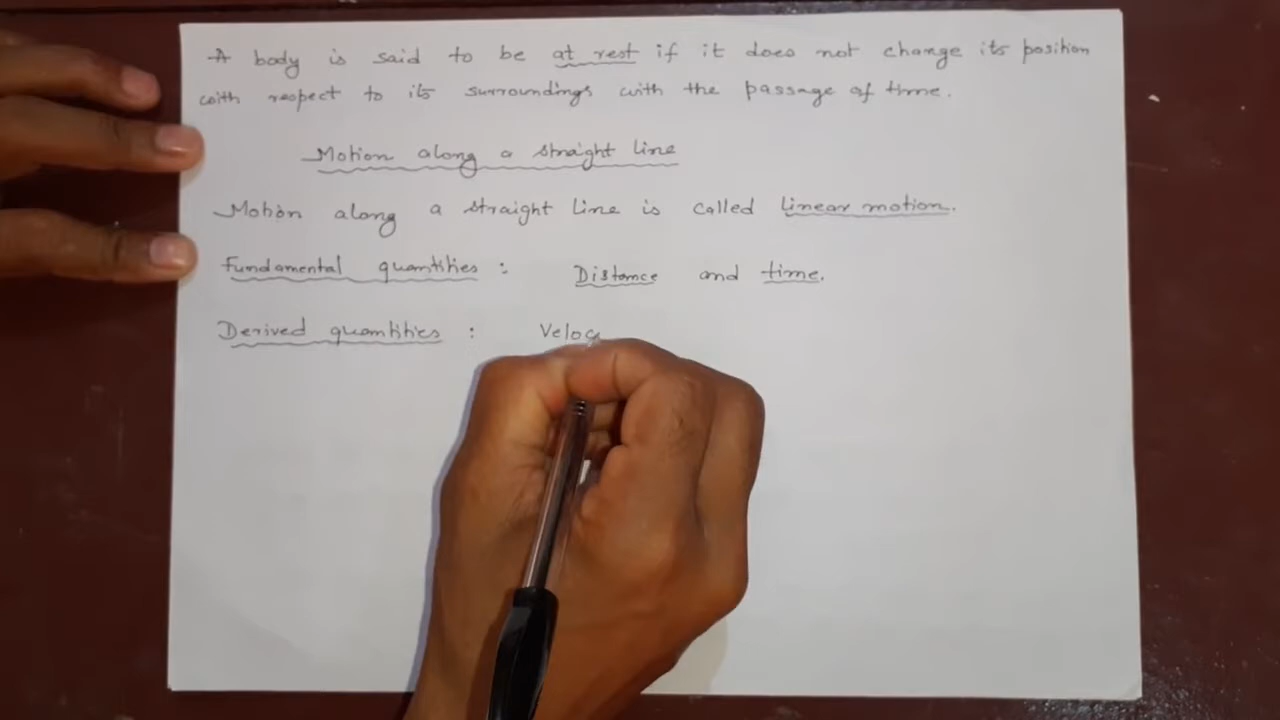 A body is said to be at rest if it does not change its position
with respect to its surroundings with the passage of time.
Motion along a straight line
Motion along a straight line is called linear motion.
Fundamental quantities : Distance and time.
Derived quantities : Veloc